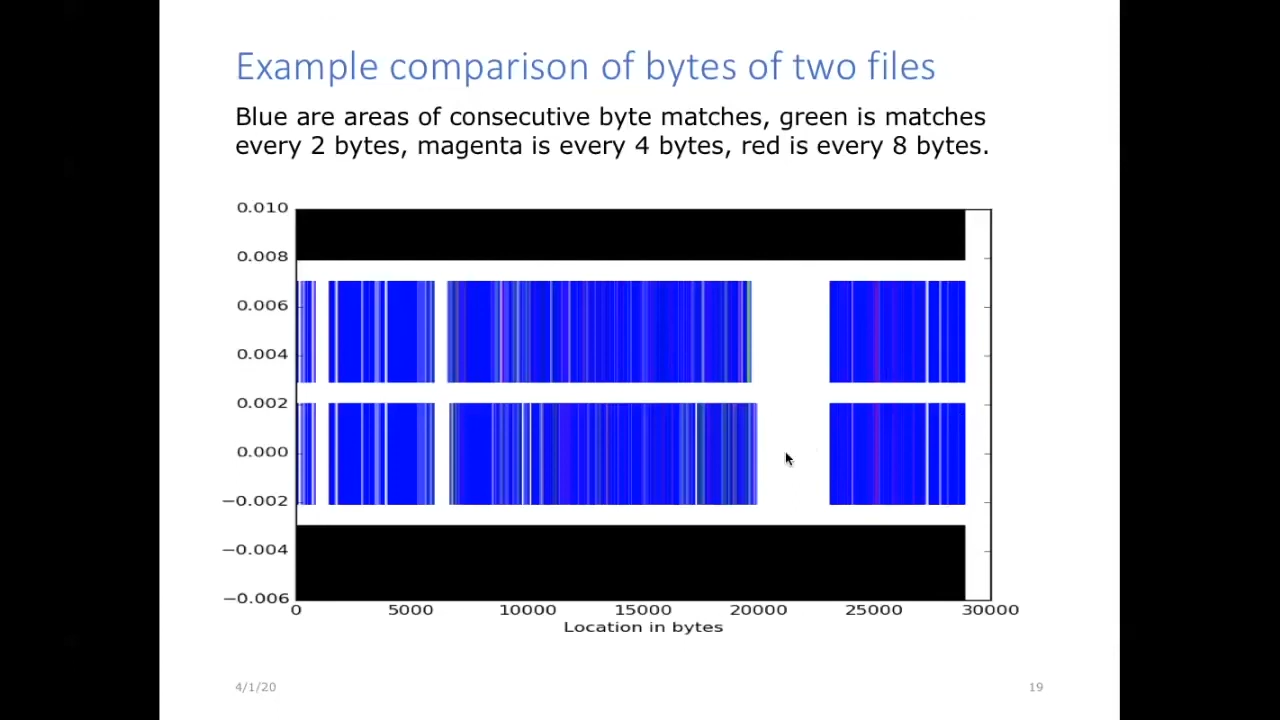 Example comparison of bytes of two files
Blue are areas of consecutive byte matches, green is matches
every 2 bytes, magenta is every 4 bytes, red is every 8 bytes.
0.010
0.008
0.006
0.004
0.002
0.000
−0.002
−0.004
−0.006
0 5000 10000 15000 20000 25000 30000
Location in bytes
4/1/20 19